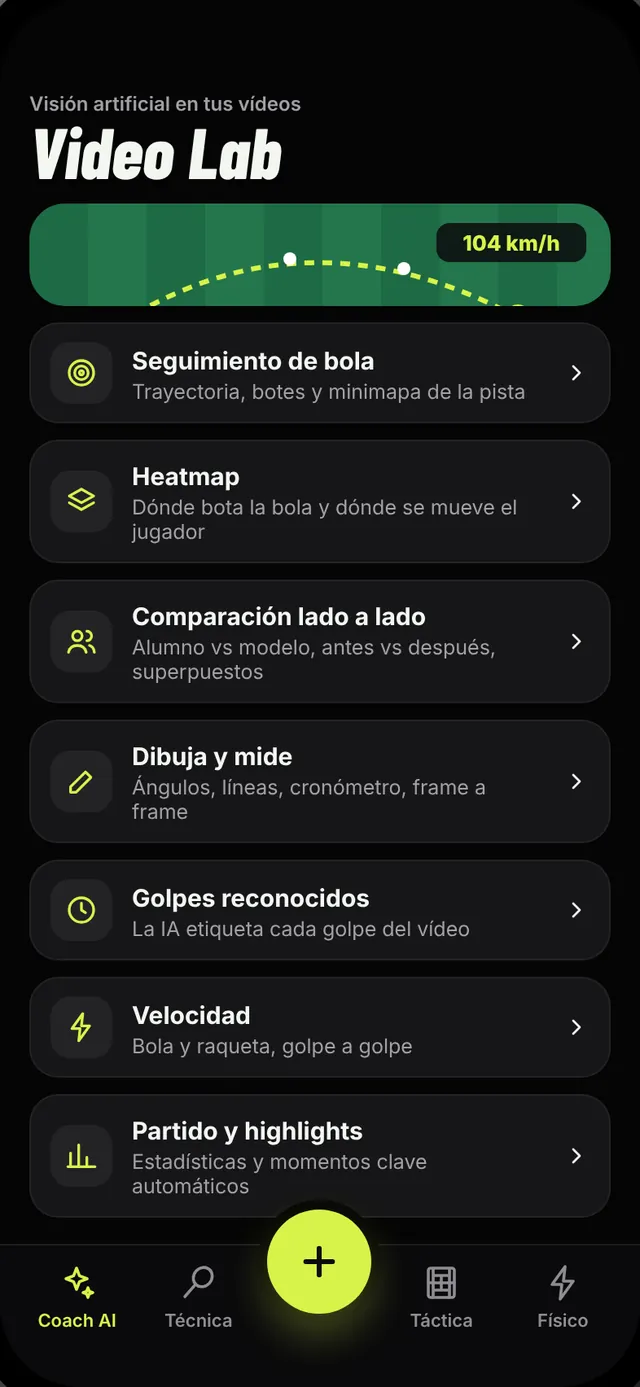 Visión artificial en tus vídeos
Video Lab
104 km/h
Seguimiento de bola
Trayectoria, botes y minimapa de la pista
Heatmap
Dónde bota la bola y dónde se mueve el
jugador
Comparación lado a lado
Alumno vs modelo, antes vs después,
superpuestos
Dibuja y mide
Ángulos, líneas, cronómetro, frame a
frame
Golpes reconocidos
La IA etiqueta cada golpe del vídeo
Velocidad
Bola y raqueta, golpe a golpe
Partido y highlights
Estadísticas y momentos clave
automáticos
Coach AI
Técnica
Táctica
Físico